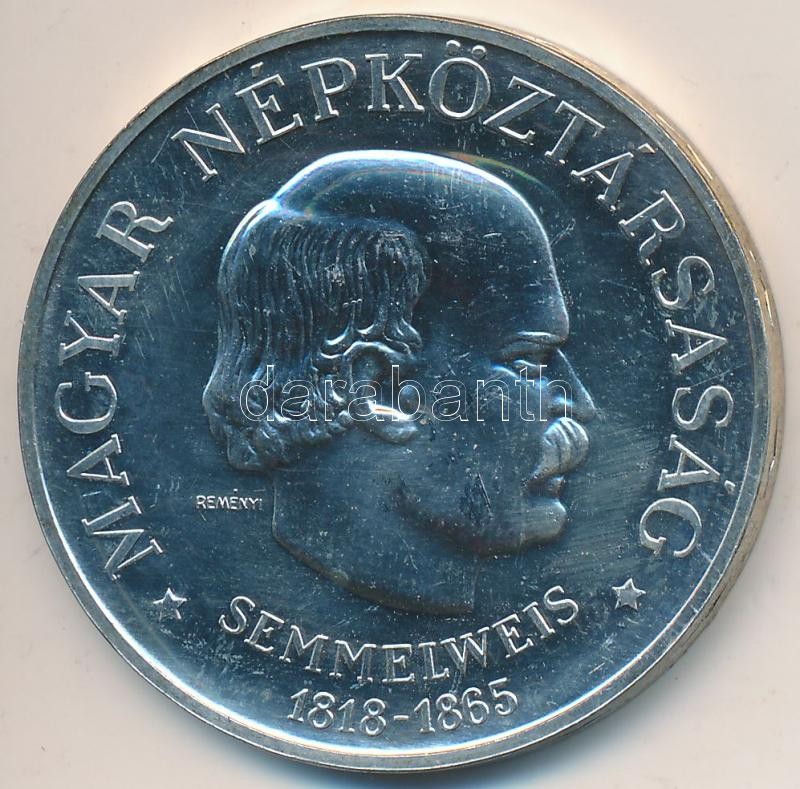 MAGYAR NÉPKÖZTÁRSASÁG
darabanth
REMÉNYI
SEMMELWEIS
1818-1865